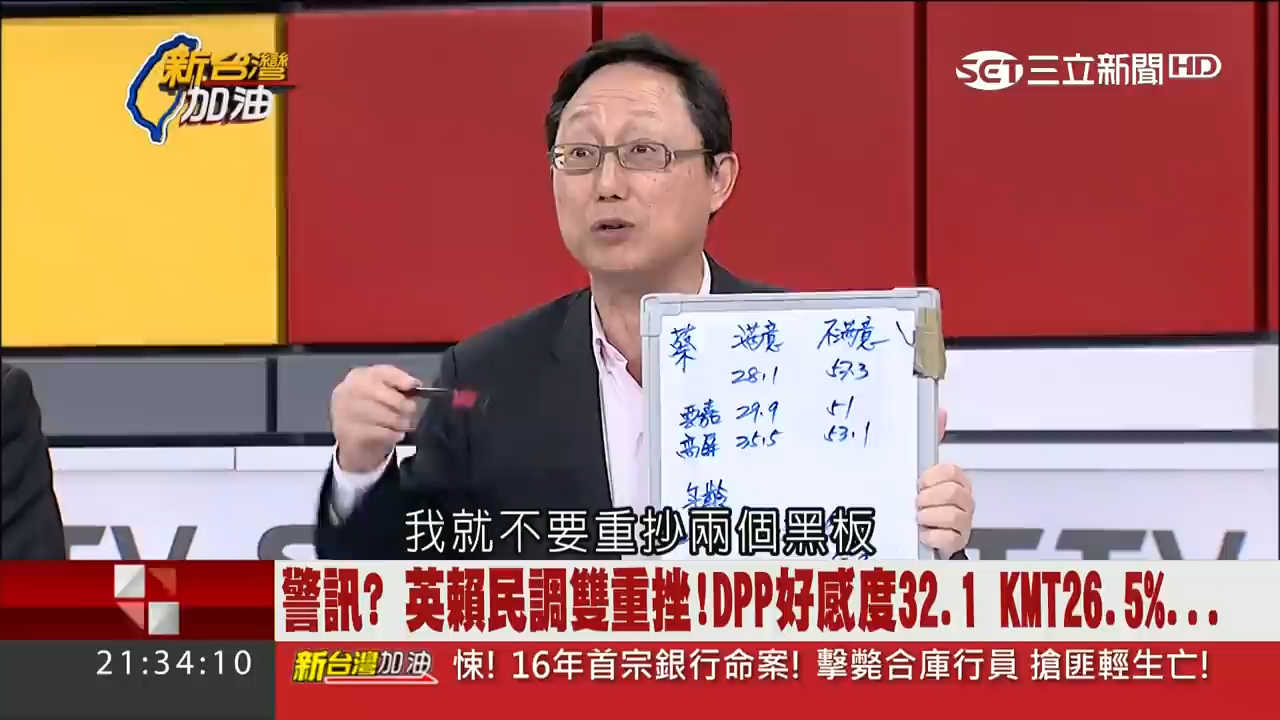 新台灣
加油
SET三立新聞HD
蔡 滿意 不滿意
28.1 57.3
雲嘉 29.9 51
高屏 35.5 53.1
年齡
我就不要重抄兩個黑板
警訊? 英賴民調雙重挫!DPP好感度32.1 KMT26.5%...
21:34:10
新台灣加油 悚! 16年首宗銀行命案! 擊斃合庫行員 搶匪輕生亡!